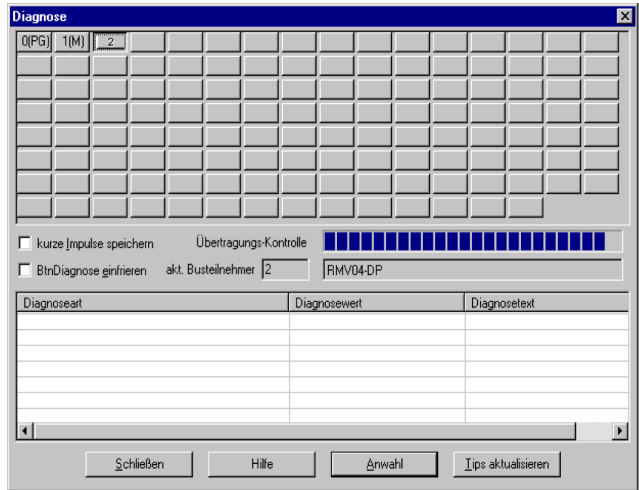 Diagnose
0(PG) 1(M) 2
kurze Impulse speichern Übertragungs-Kontrolle
BtnDiagnose einfrieren akt. Busteilnehmer 2 RMV04-DP
Diagnoseart Diagnosewert Diagnosetext
Schließen Hilfe Anwahl Tips aktualisieren